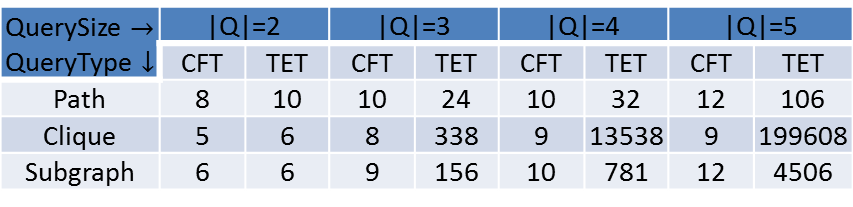 QuerySize → |Q|=2 |Q|=3 |Q|=4 |Q|=5
QueryType ↓ CFT TET CFT TET CFT TET CFT TET
Path 8 10 10 24 10 32 12 106
Clique 5 6 8 338 9 13538 9 199608
Subgraph 6 6 9 156 10 781 12 4506